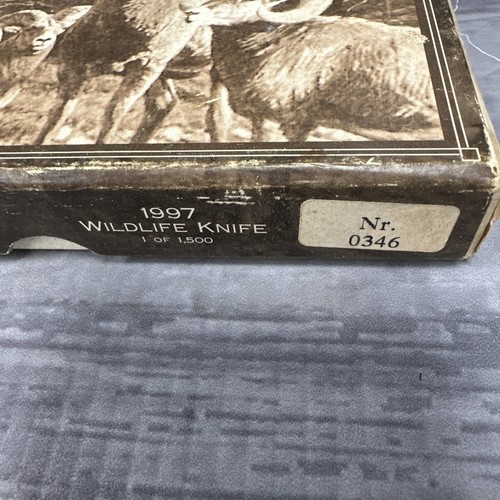 1997
WILDLIFE KNIFE
1 OF 1,500
Nr.
0346